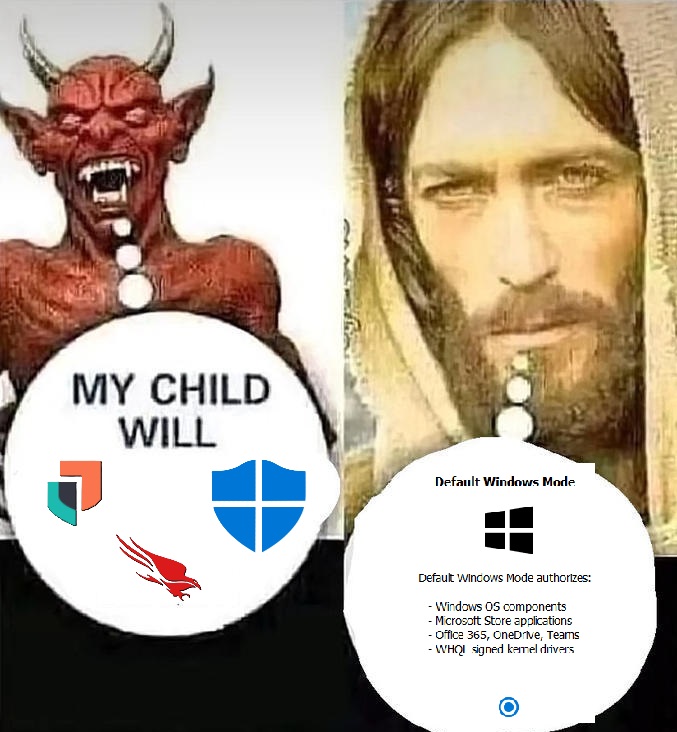 MY CHILD
WILL
Default Windows Mode
Default Windows Mode authorizes:
- Windows OS components
- Microsoft Store applications
- Office 365, OneDrive, Teams
- WHQL signed kernel drivers